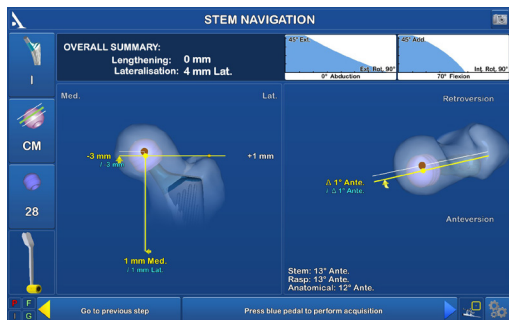 STEM NAVIGATION
OVERALL SUMMARY:
Lengthening: 0 mm
Lateralisation: 4 mm Lat.
45° Ext.
Ext. Rot. 90°
0° Abduction
45° Add.
Int. Rot. 90°
70° Flexion
I
CM
28
Med.
Lat.
-3 mm
/ -3 mm
+1 mm
1 mm Med.
/ 1 mm Lat.
Retroversion
Δ 1° Ante.
/ Δ 1° Ante.
Anteversion
Stem: 13° Ante.
Rasp: 13° Ante.
Anatomical: 12° Ante.
P F
I G
Go to previous step
Press blue pedal to perform acquisition